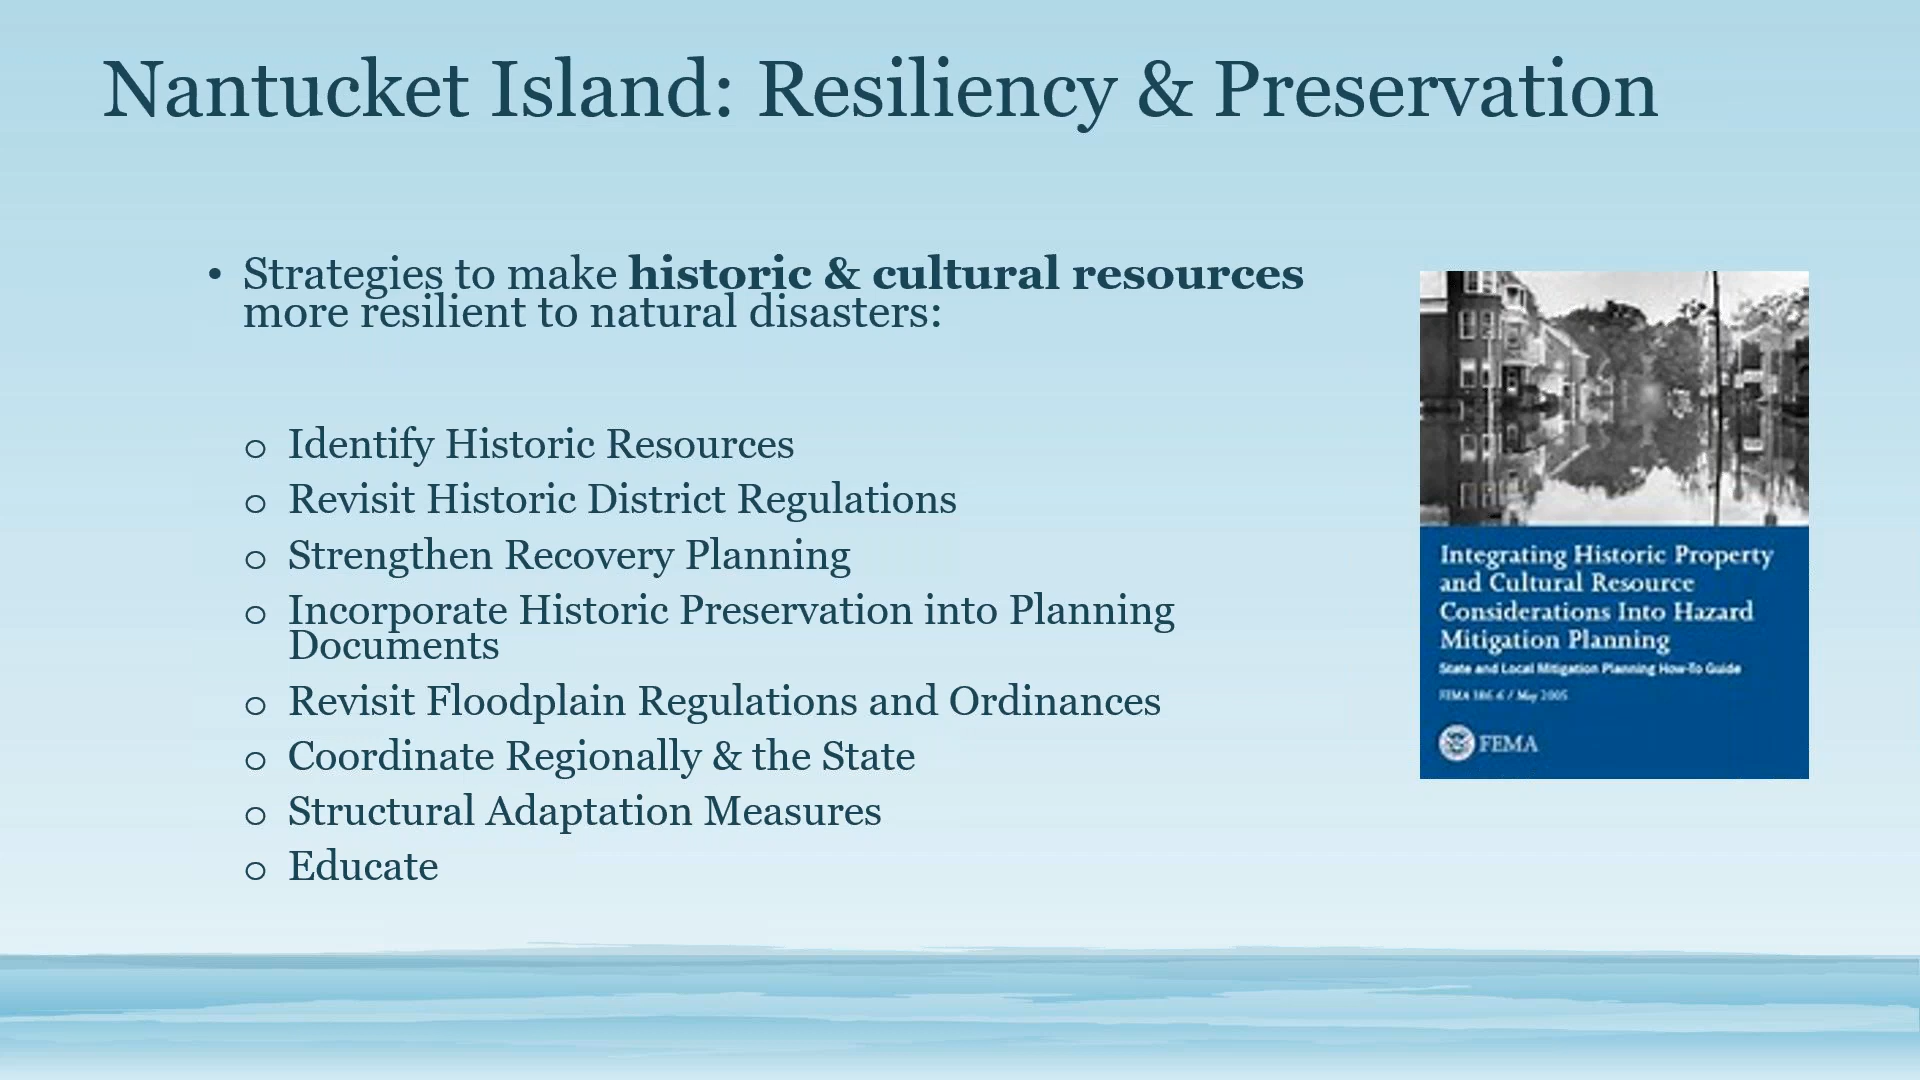 Nantucket Island: Resiliency & Preservation
• Strategies to make historic & cultural resources
more resilient to natural disasters:
o Identify Historic Resources
o Revisit Historic District Regulations
o Strengthen Recovery Planning
o Incorporate Historic Preservation into Planning
Documents
o Revisit Floodplain Regulations and Ordinances
o Coordinate Regionally & the State
o Structural Adaptation Measures
o Educate
Integrating Historic Property
and Cultural Resource
Considerations Into Hazard
Mitigation Planning
State and Local Mitigation Planning How-To Guide
FEMA 386-6 / May 2005
FEMA